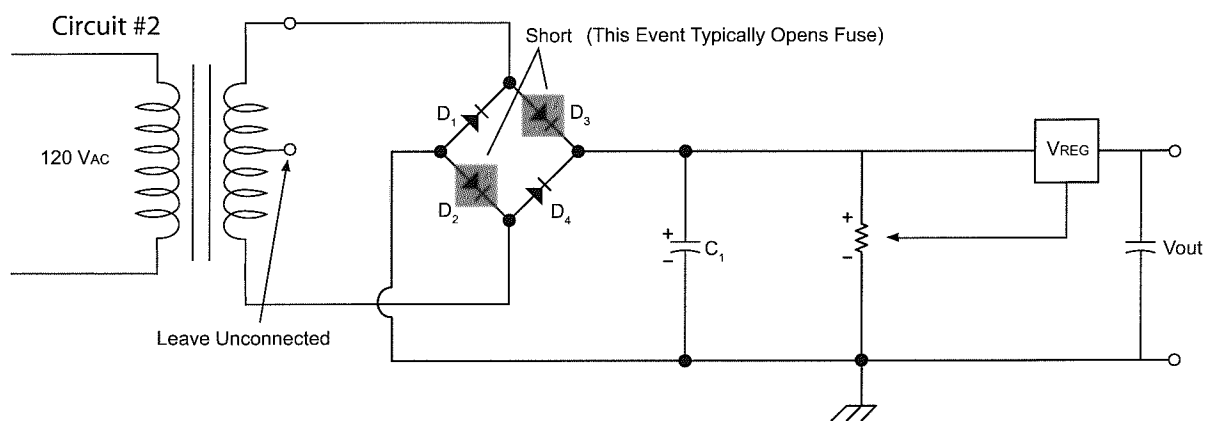 Circuit #2
Short (This Event Typically Opens Fuse)
D1
D3
120 VAC
VREG
D2
D4
+
−
C1
+
−
Vout
Leave Unconnected